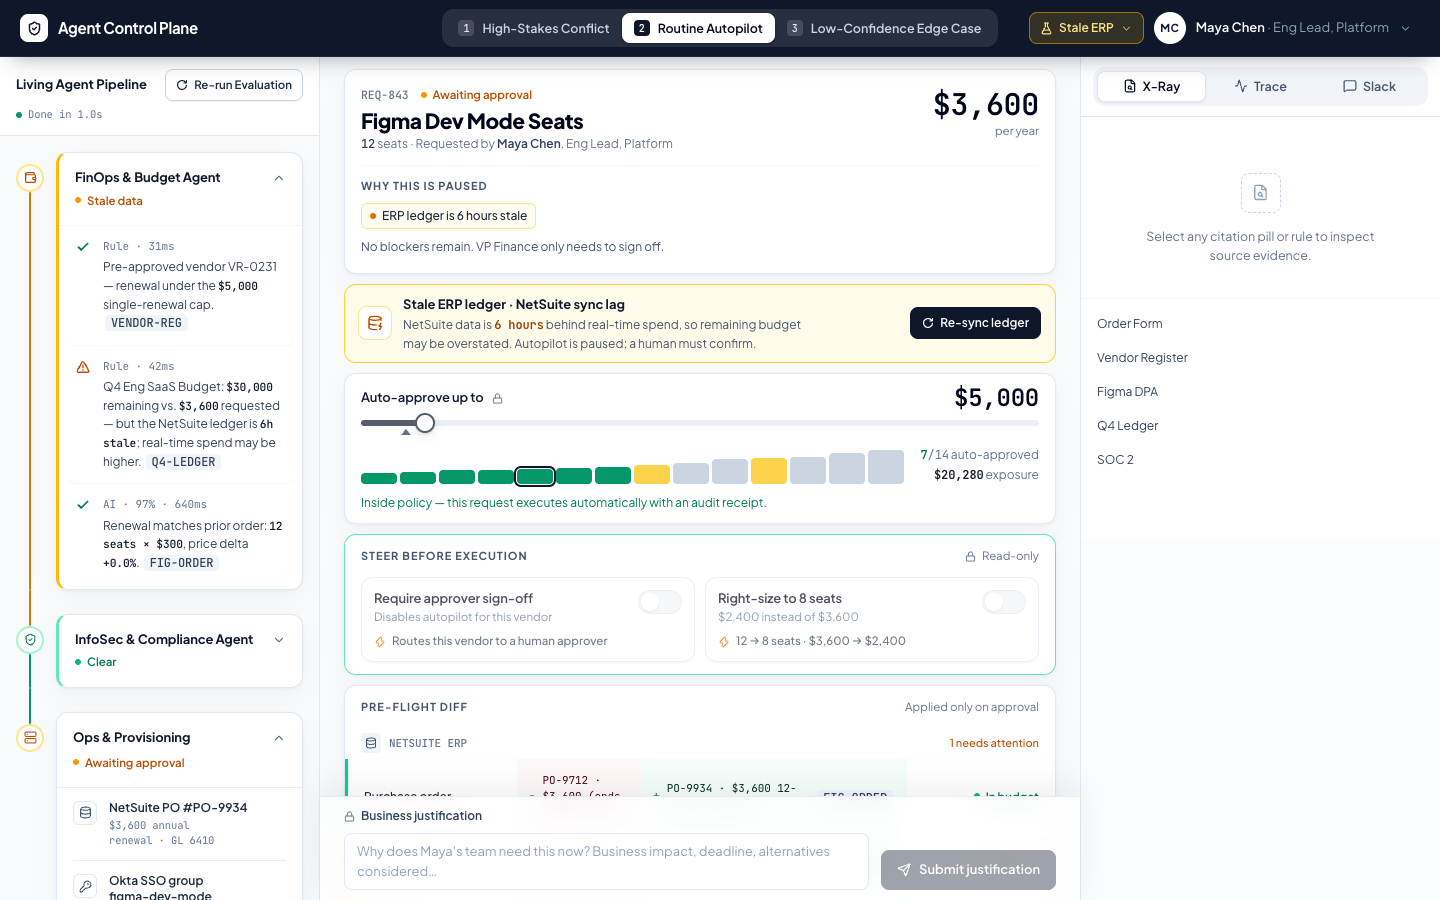 Agent Control Plane
1 High-Stakes Conflict
2 Routine Autopilot
3 Low-Confidence Edge Case
Stale ERP
MC Maya Chen · Eng Lead, Platform
Living Agent Pipeline
Re-run Evaluation
Done in 1.0s
FinOps & Budget Agent
Stale data
Rule · 31ms
Pre-approved vendor VR-0231
— renewal under the $5,000
single-renewal cap.
VENDOR-REG
Rule · 42ms
Q4 Eng SaaS Budget: $30,000
remaining vs. $3,600 requested
— but the NetSuite ledger is 6h
stale; real-time spend may be
higher. Q4-LEDGER
AI · 97% · 640ms
Renewal matches prior order: 12
seats × $300, price delta
+0.0%. FIG-ORDER
InfoSec & Compliance Agent
Clear
Ops & Provisioning
Awaiting approval
NetSuite PO #PO-9934
$3,600 annual
renewal · GL 6410
Okta SSO group
figma-dev-mode
REQ-843 Awaiting approval
Figma Dev Mode Seats
12 seats · Requested by Maya Chen, Eng Lead, Platform
$3,600
per year
WHY THIS IS PAUSED
ERP ledger is 6 hours stale
No blockers remain. VP Finance only needs to sign off.
Stale ERP ledger · NetSuite sync lag
NetSuite data is 6 hours behind real-time spend, so remaining budget
may be overstated. Autopilot is paused; a human must confirm.
Re-sync ledger
Auto-approve up to
$5,000
7/14 auto-approved
$20,280 exposure
Inside policy — this request executes automatically with an audit receipt.
STEER BEFORE EXECUTION
Read-only
Require approver sign-off
Disables autopilot for this vendor
Routes this vendor to a human approver
Right-size to 8 seats
$2,400 instead of $3,600
12 → 8 seats · $3,600 → $2,400
PRE-FLIGHT DIFF
Applied only on approval
NETSUITE ERP
1 needs attention
Purchase order
- PO-9712 ·
$3,600 (ends
+ PO-9934 · $3,600 12-
FIG-ORDER
In budget
Business justification
Why does Maya's team need this now? Business impact, deadline, alternatives
considered…
Submit justification
X-Ray
Trace
Slack
Select any citation pill or rule to inspect
source evidence.
Order Form
Vendor Register
Figma DPA
Q4 Ledger
SOC 2